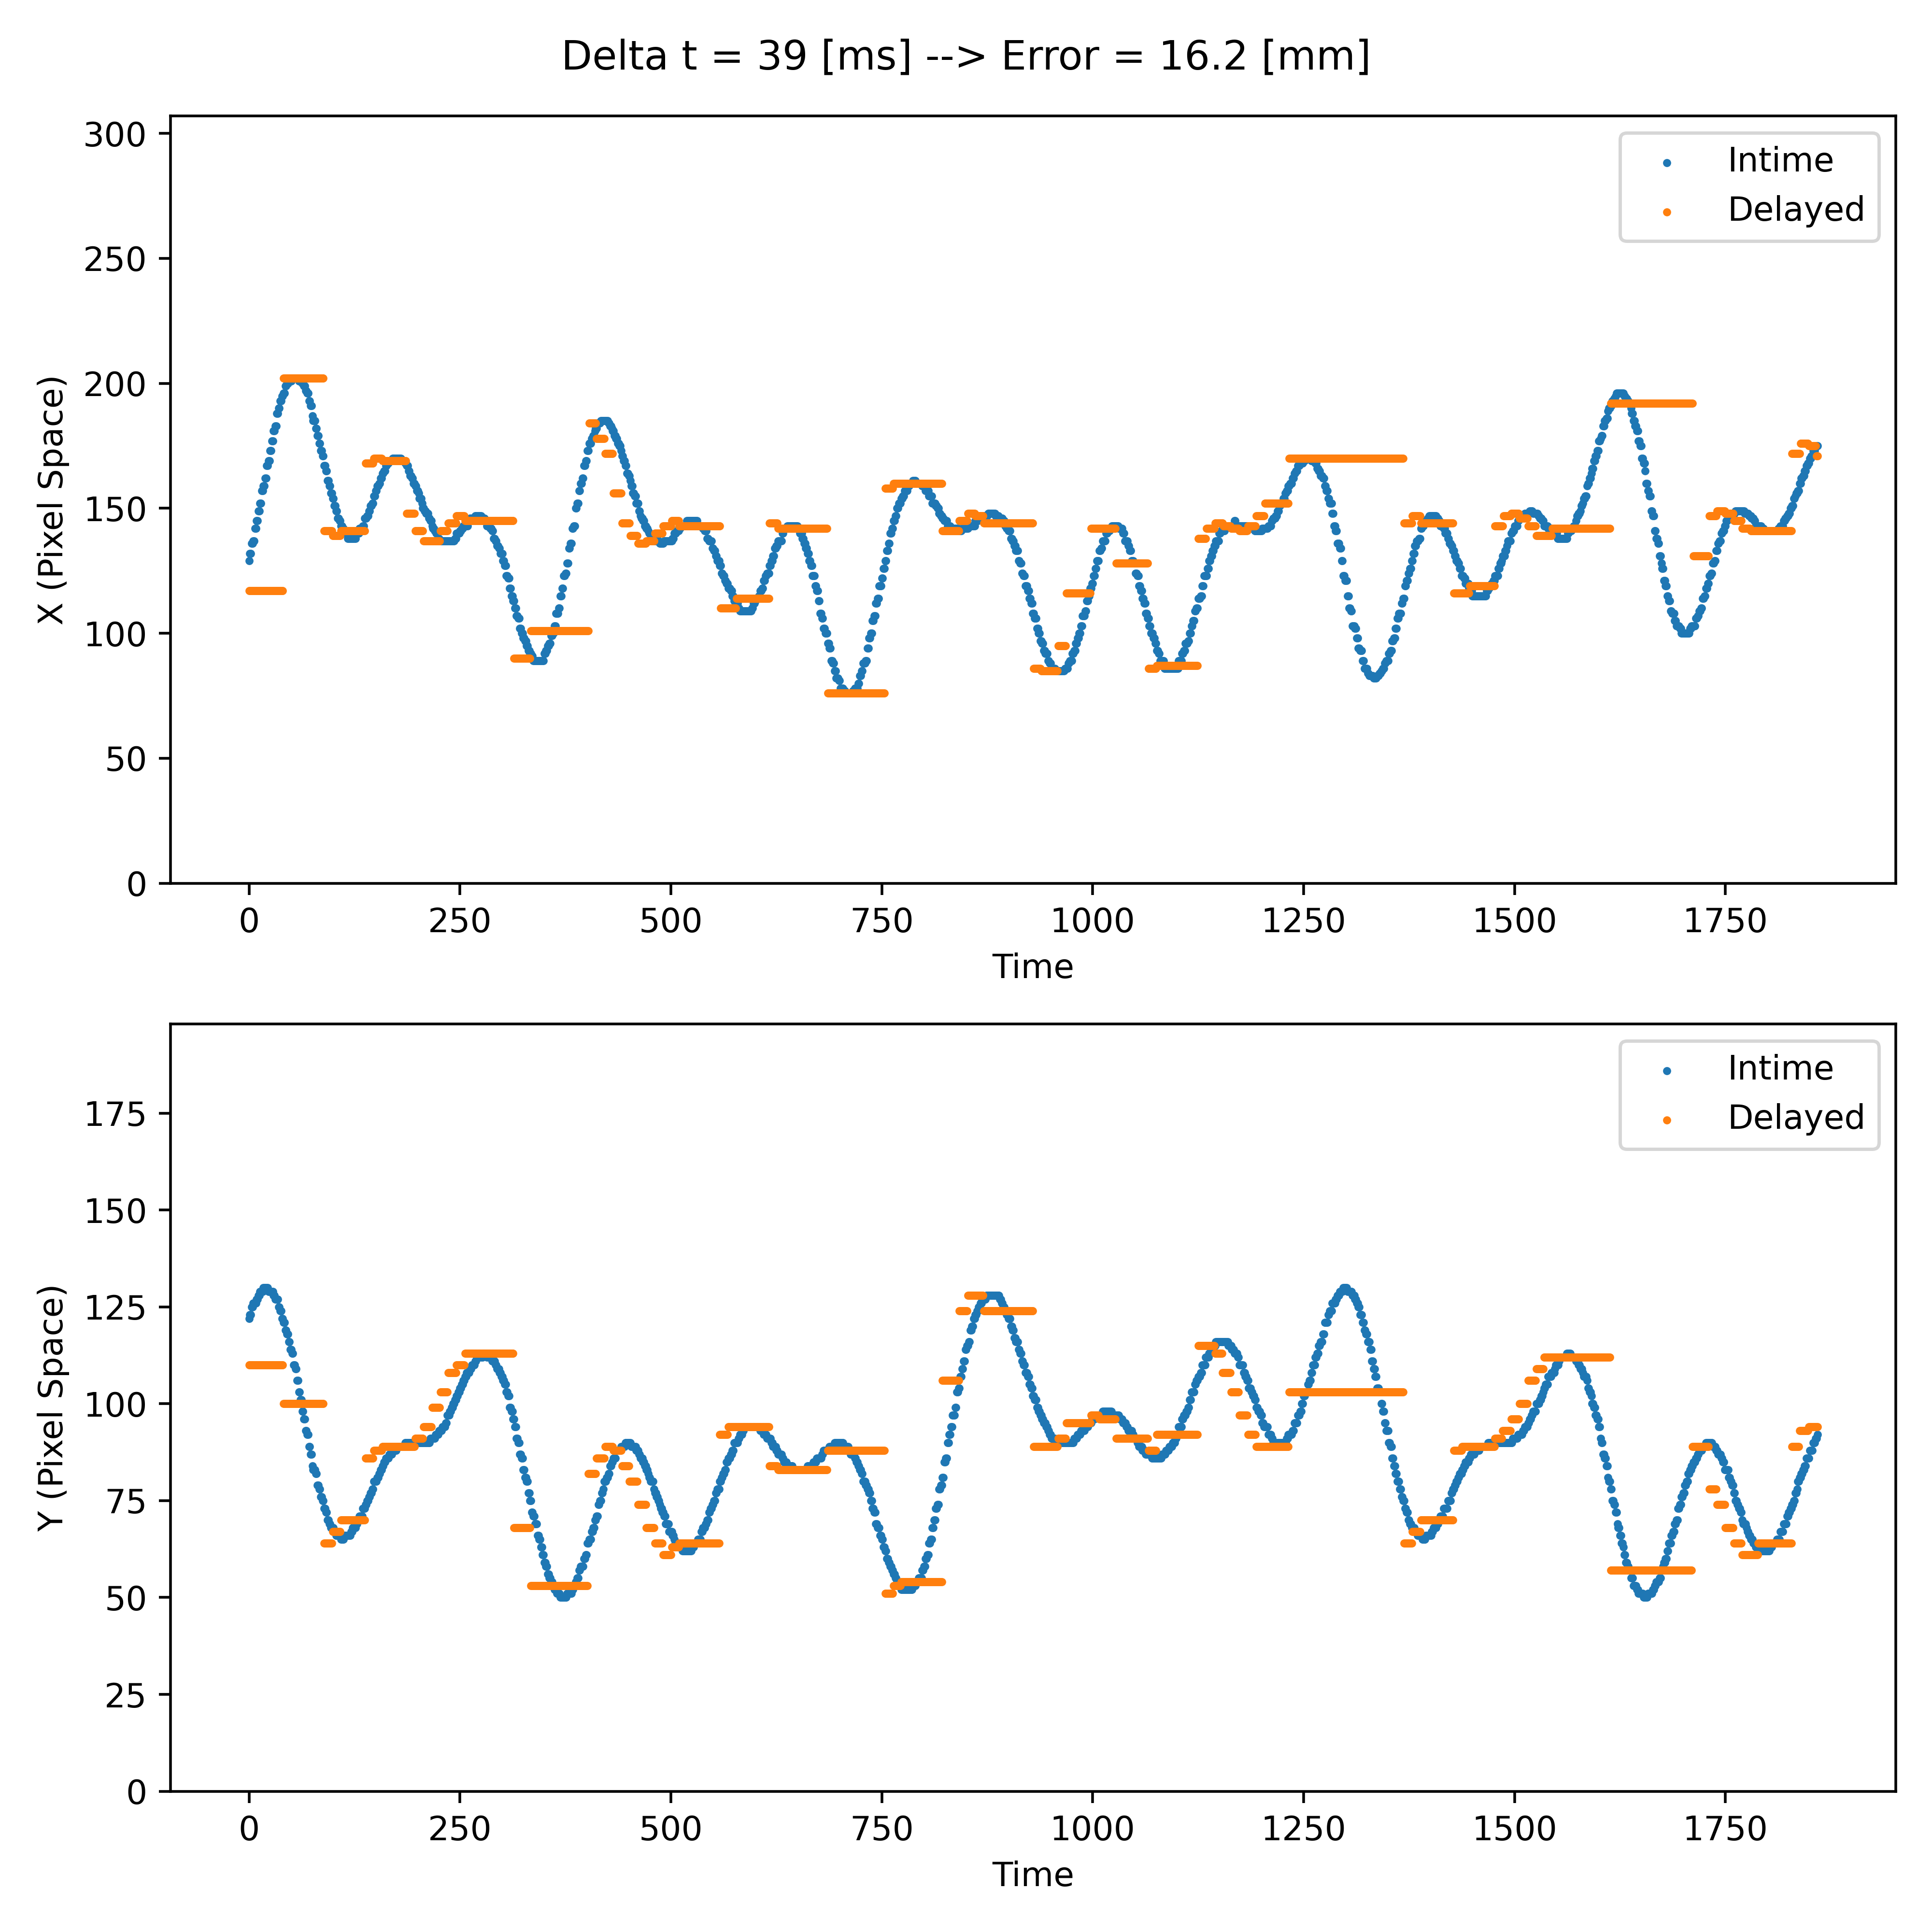 Delta t = 39 [ms] --> Error = 16.2 [mm]
300
250
200
150
100
50
0
X (Pixel Space)
Intime
Delayed
0 250 500 750 1000 1250 1500 1750
Time
175
150
125
100
75
50
25
0
Y (Pixel Space)
Intime
Delayed
0 250 500 750 1000 1250 1500 1750
Time